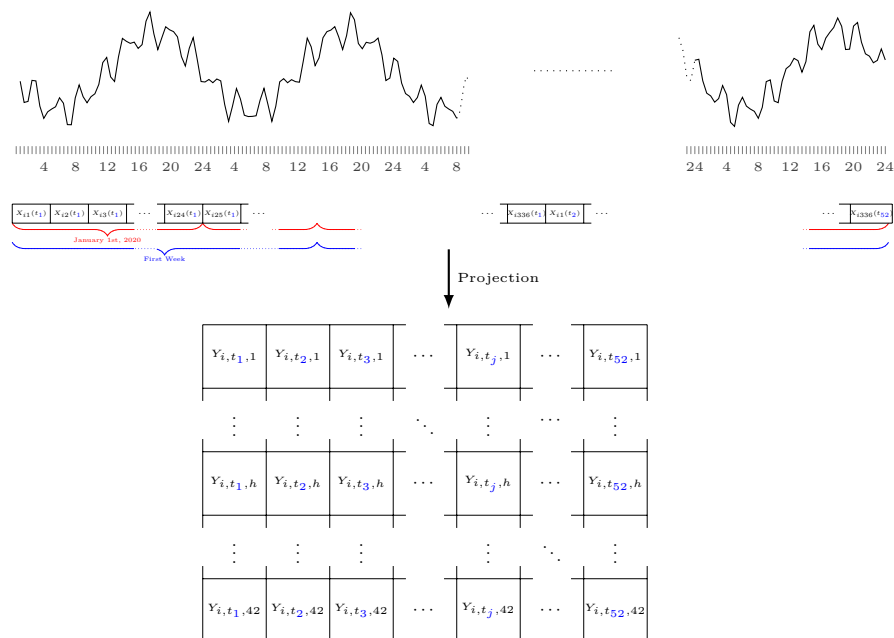 4 8 12 16 20 24 4 8 12 16 20 24 4 8 24 4 8 12 16 20 24
X_{i1}(t_1) X_{i2}(t_1) X_{i3}(t_1) ··· X_{i24}(t_1) X_{i25}(t_1) ··· ··· X_{i336}(t_1) X_{i1}(t_2) ··· ··· X_{i336}(t_{52})
January 1st, 2020
First Week
Projection
Y_{i,t_1,1} Y_{i,t_2,1} Y_{i,t_3,1} ··· Y_{i,t_j,1} ··· Y_{i,t_{52},1}
⋮ ⋮ ⋮ ⋱ ⋮ ··· ⋮
Y_{i,t_1,h} Y_{i,t_2,h} Y_{i,t_3,h} ··· Y_{i,t_j,h} ··· Y_{i,t_{52},h}
⋮ ⋮ ⋮ ⋮ ⋱ ⋮
Y_{i,t_1,42} Y_{i,t_2,42} Y_{i,t_3,42} ··· Y_{i,t_j,42} ··· Y_{i,t_{52},42}